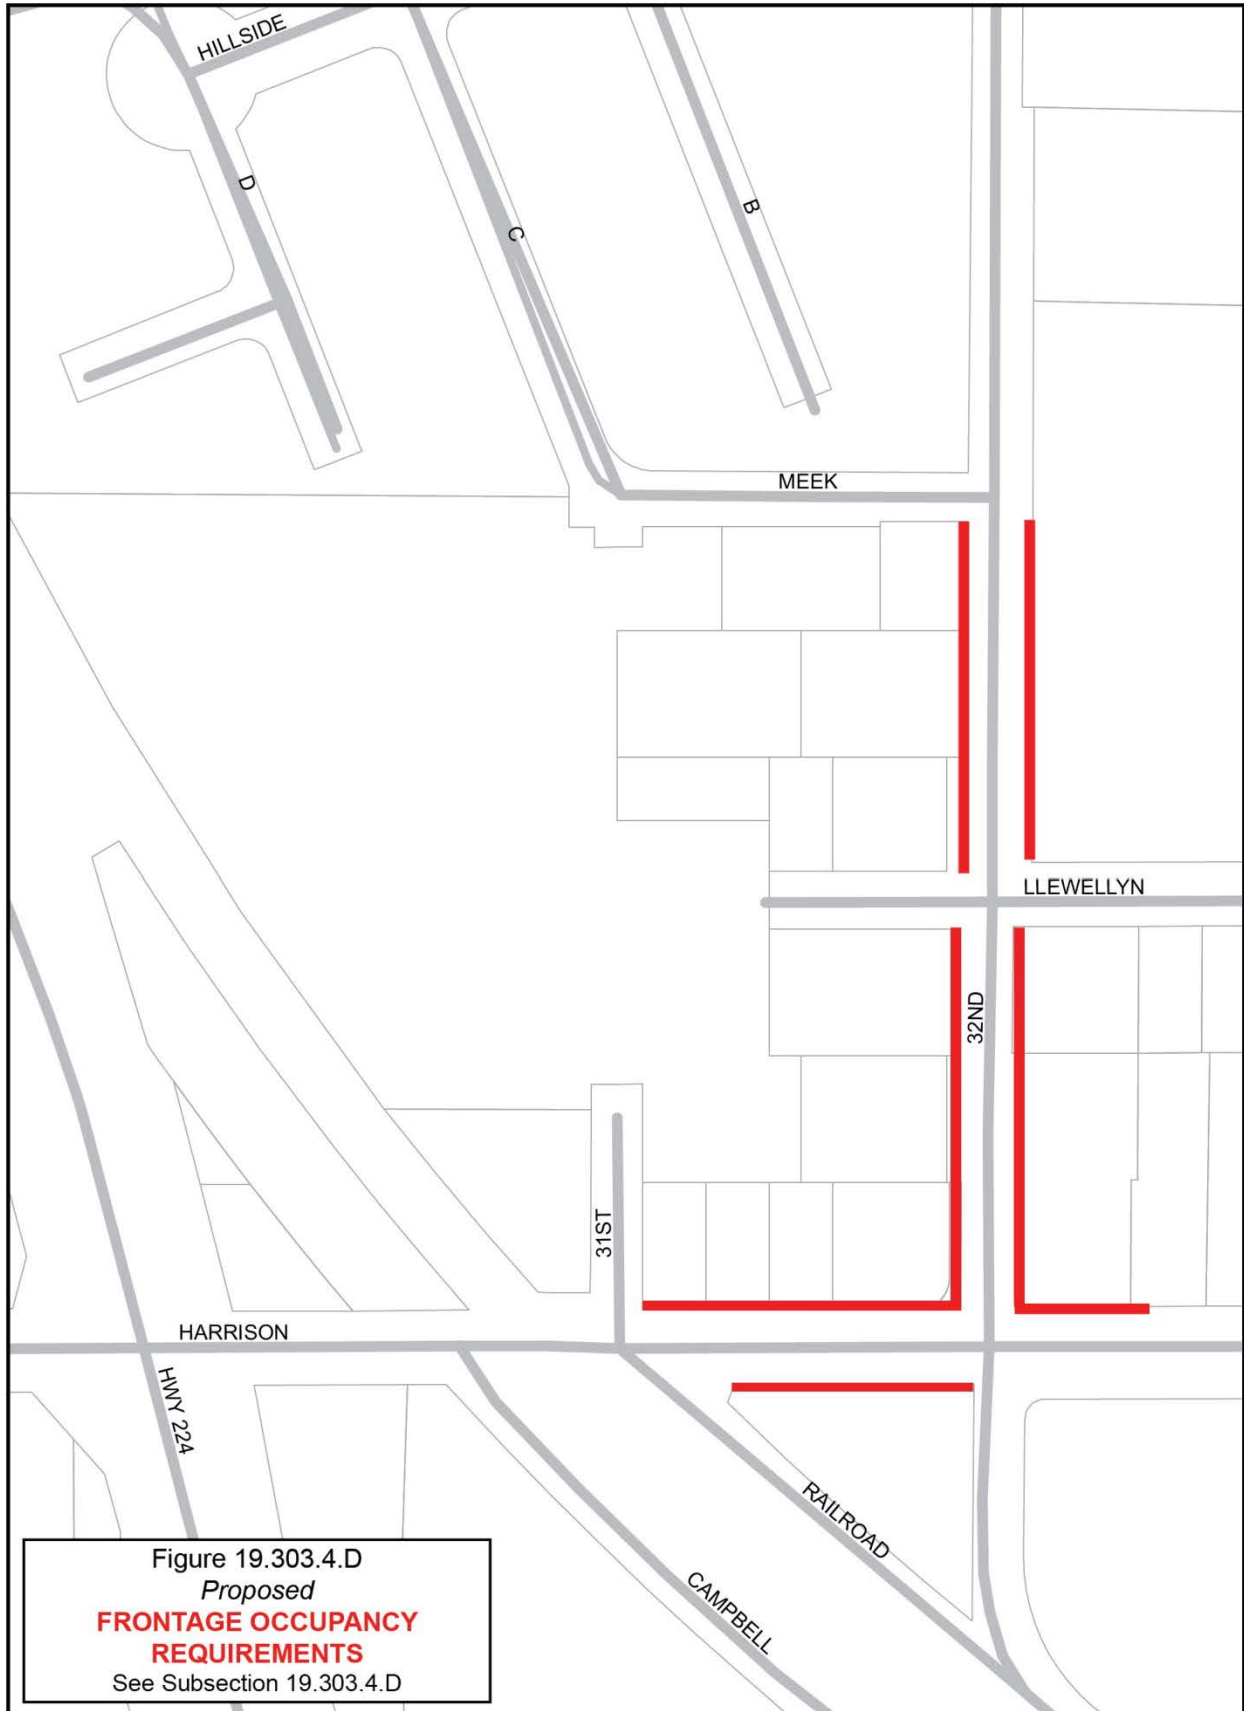 HILLSIDE
D
C
B
MEEK
LLEWELLYN
32ND
31ST
HARRISON
HWY 224
RAILROAD
CAMPBELL
Figure 19.303.4.D
Proposed
FRONTAGE OCCUPANCY
REQUIREMENTS
See Subsection 19.303.4.D